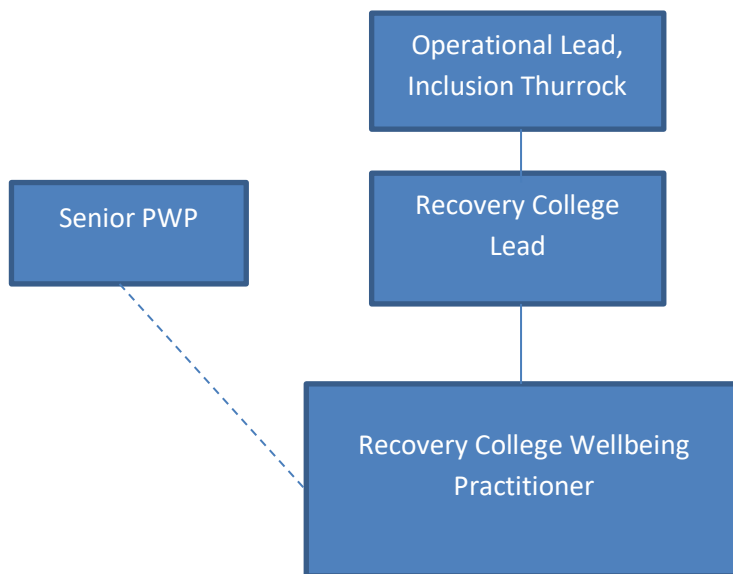 Operational Lead,
Inclusion Thurrock
Senior PWP
Recovery College
Lead
Recovery College Wellbeing
Practitioner